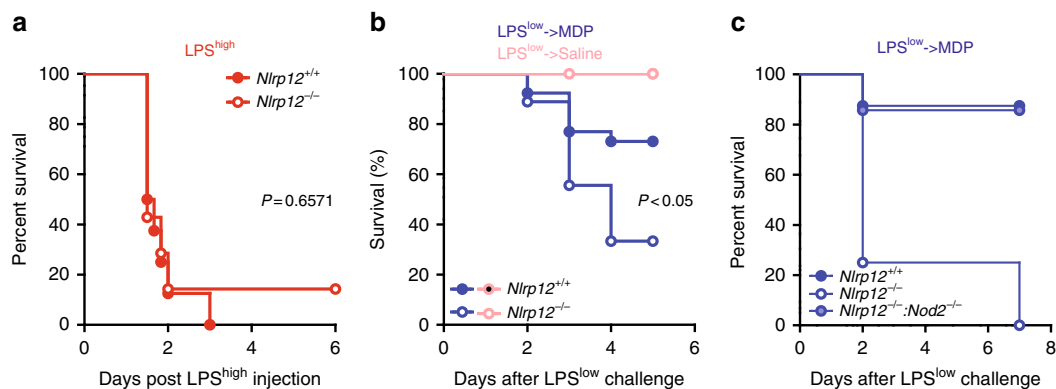 a
LPS^high
Nlrp12+/+
Nlrp12−/−
P=0.6571
Percent survival
100
80
60
40
20
0
0 2 4 6
Days post LPS^high injection
b
LPS^low->MDP
LPS^low->Saline
P<0.05
Survival (%)
100
80
60
40
20
0
Nlrp12+/+
Nlrp12−/−
0 2 4 6
Days after LPS^low challenge
c
LPS^low->MDP
Percent survival
100
80
60
40
20
0
Nlrp12+/+
Nlrp12−/−
Nlrp12−/−:Nod2−/−
0 2 4 6 8
Days after LPS^low challenge